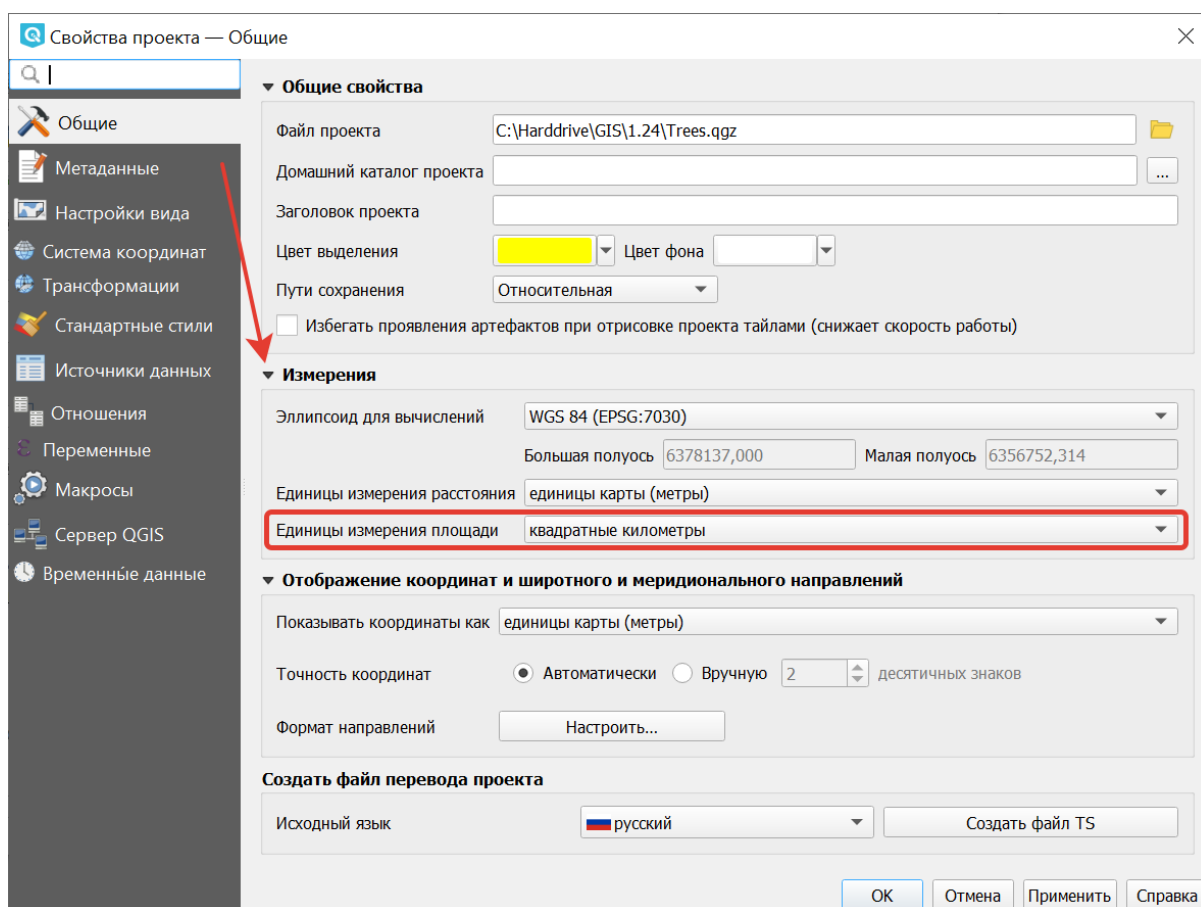 Свойства проекта — Общие
Общие
Метаданные
Настройки вида
Система координат
Трансформации
Стандартные стили
Источники данных
Отношения
Переменные
Макросы
Сервер QGIS
Временны́е данные
Общие свойства
Файл проекта C:\Harddrive\GIS\1.24\Trees.qgz
Домашний каталог проекта ...
Заголовок проекта
Цвет выделения Цвет фона
Пути сохранения Относительная
Избегать проявления артефактов при отрисовке проекта тайлами (снижает скорость работы)
Измерения
Эллипсоид для вычислений WGS 84 (EPSG:7030)
Большая полуось 6378137,000 Малая полуось 6356752,314
Единицы измерения расстояния единицы карты (метры)
Единицы измерения площади квадратные километры
Отображение координат и широтного и меридионального направлений
Показывать координаты как единицы карты (метры)
Точность координат Автоматически Вручную 2 десятичных знаков
Формат направлений Настроить...
Создать файл перевода проекта
Исходный язык русский Создать файл TS
OK Отмена Применить Справка